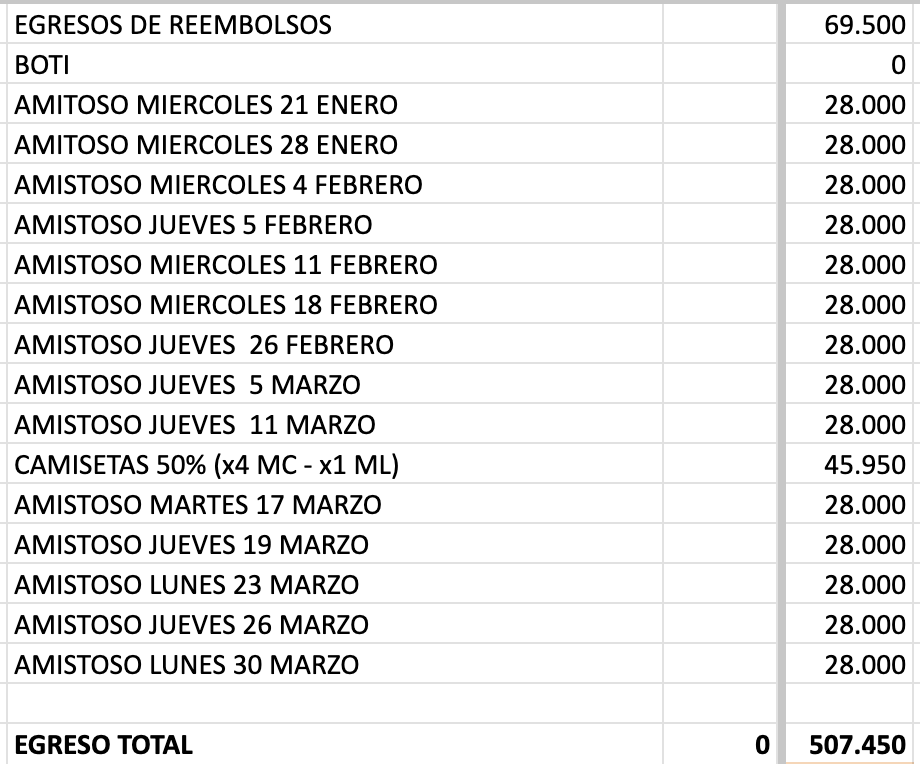 EGRESOS DE REEMBOLSOS 69.500
BOTI 0
AMITOSO MIERCOLES 21 ENERO 28.000
AMITOSO MIERCOLES 28 ENERO 28.000
AMISTOSO MIERCOLES 4 FEBRERO 28.000
AMISTOSO JUEVES 5 FEBRERO 28.000
AMISTOSO MIERCOLES 11 FEBRERO 28.000
AMISTOSO MIERCOLES 18 FEBRERO 28.000
AMISTOSO JUEVES  26 FEBRERO 28.000
AMISTOSO JUEVES  5 MARZO 28.000
AMISTOSO JUEVES  11 MARZO 28.000
CAMISETAS 50% (x4 MC - x1 ML) 45.950
AMISTOSO MARTES 17 MARZO 28.000
AMISTOSO JUEVES 19 MARZO 28.000
AMISTOSO LUNES 23 MARZO 28.000
AMISTOSO JUEVES 26 MARZO 28.000
AMISTOSO LUNES 30 MARZO 28.000
EGRESO TOTAL 0 507.450